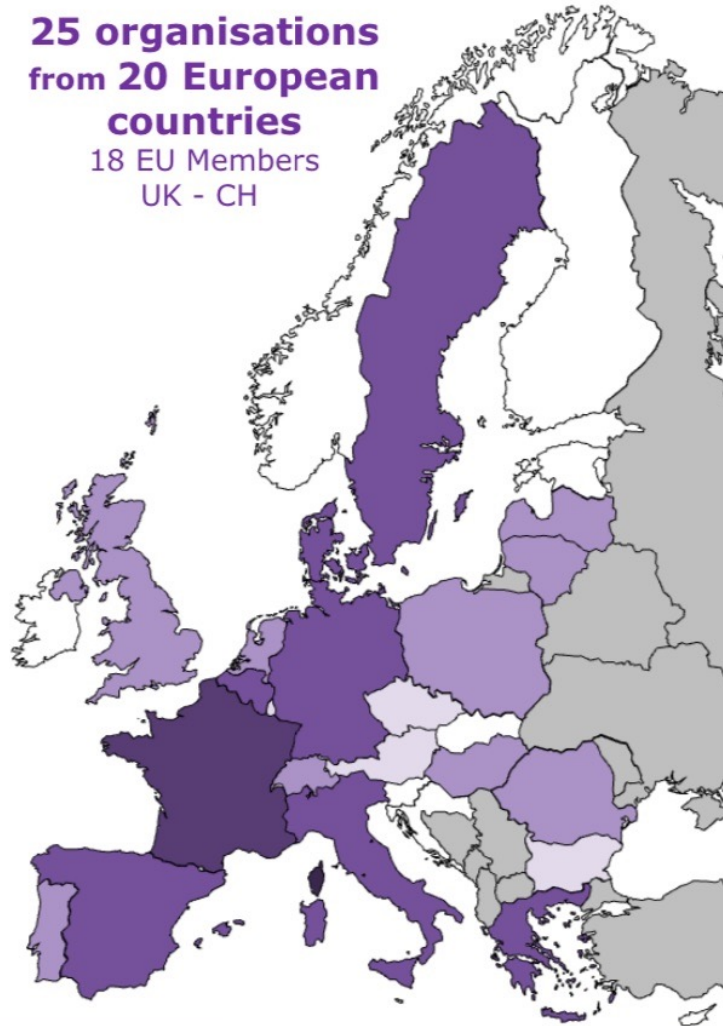 25 organisations
from 20 European
countries
18 EU Members
UK - CH